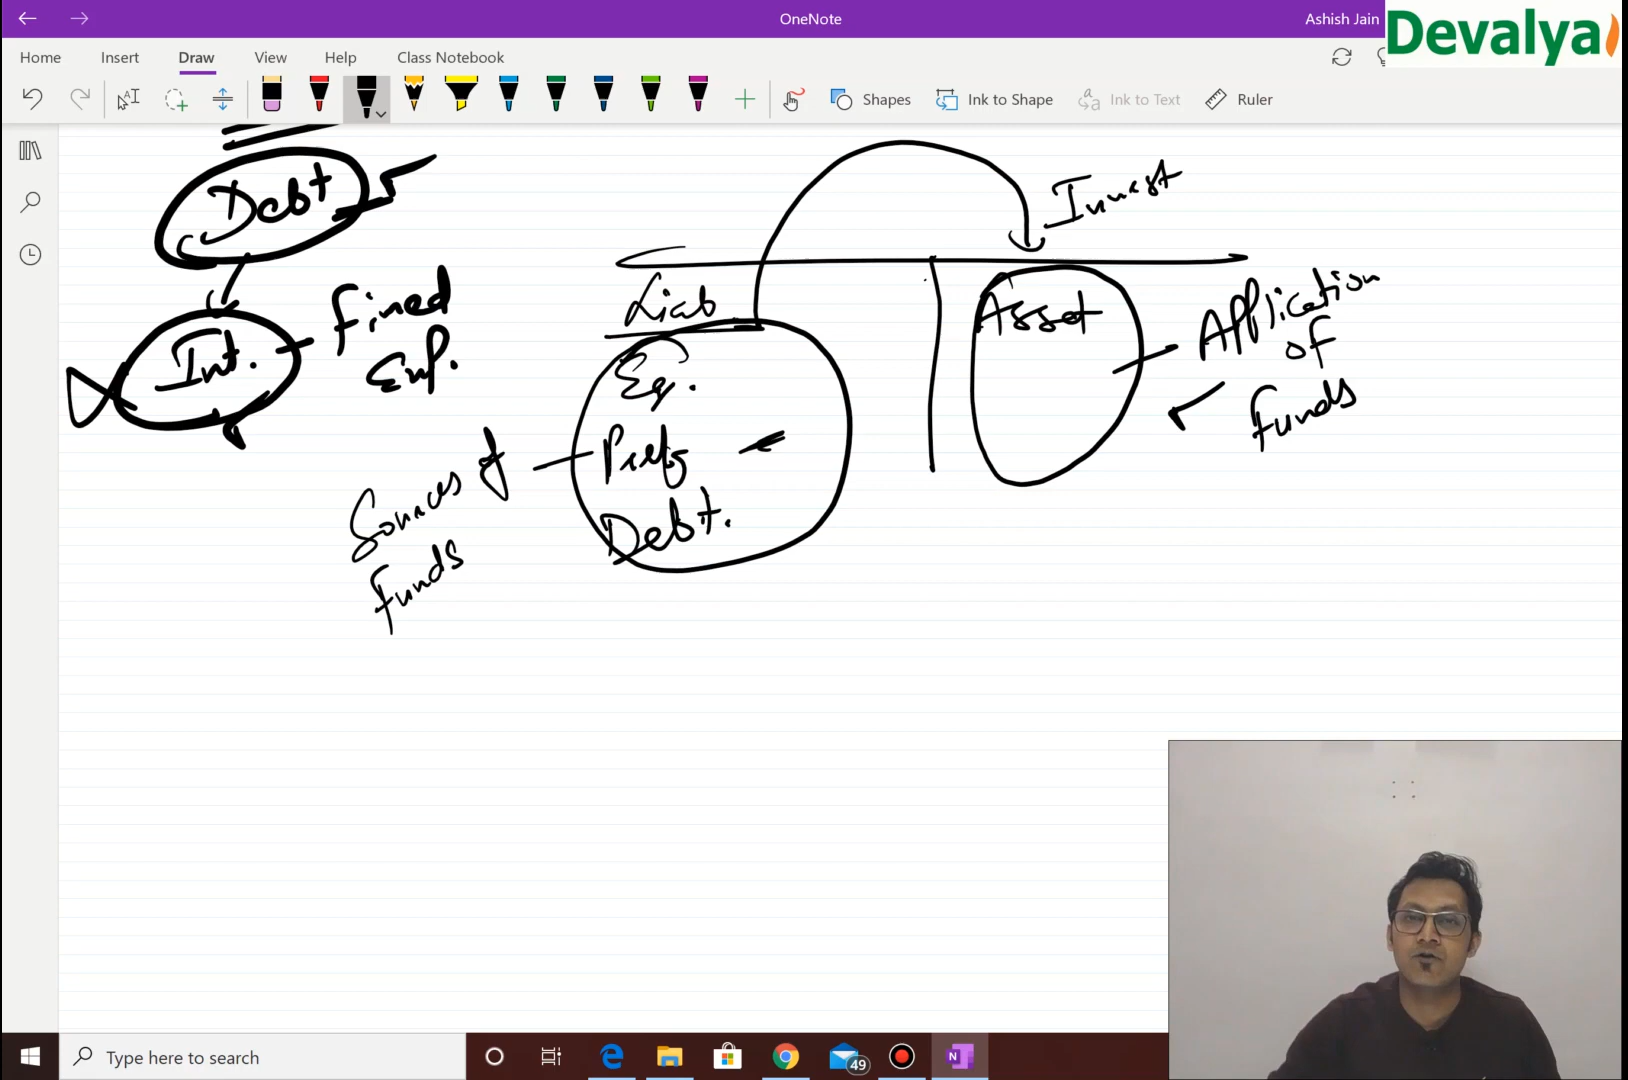 OneNote
Ashish Jain
Devalya
Home
Insert
Draw
View
Help
Class Notebook
Shapes
Ink to Shape
Ink to Text
Ruler
Debt
Int.
Fixed
Exp.
Invest
Liab
Asset
Eq.
Pref
Debt.
Sources of
Funds
Application
of
Funds
Type here to search
49
N